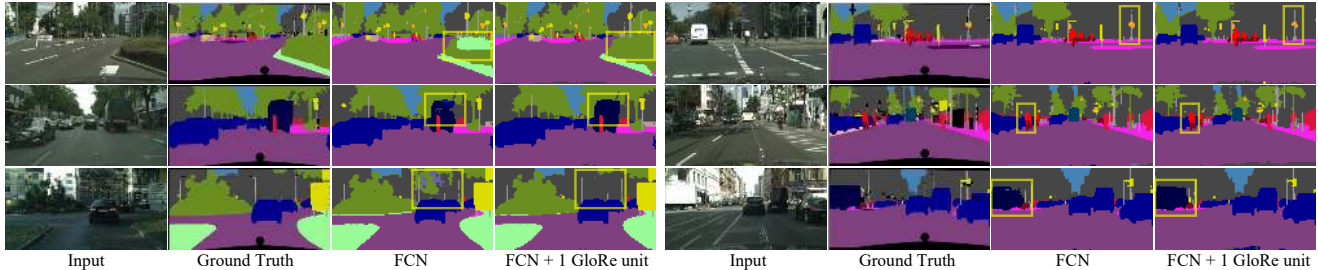 Input Ground Truth FCN FCN + 1 GloRe unit Input Ground Truth FCN FCN + 1 GloRe unit